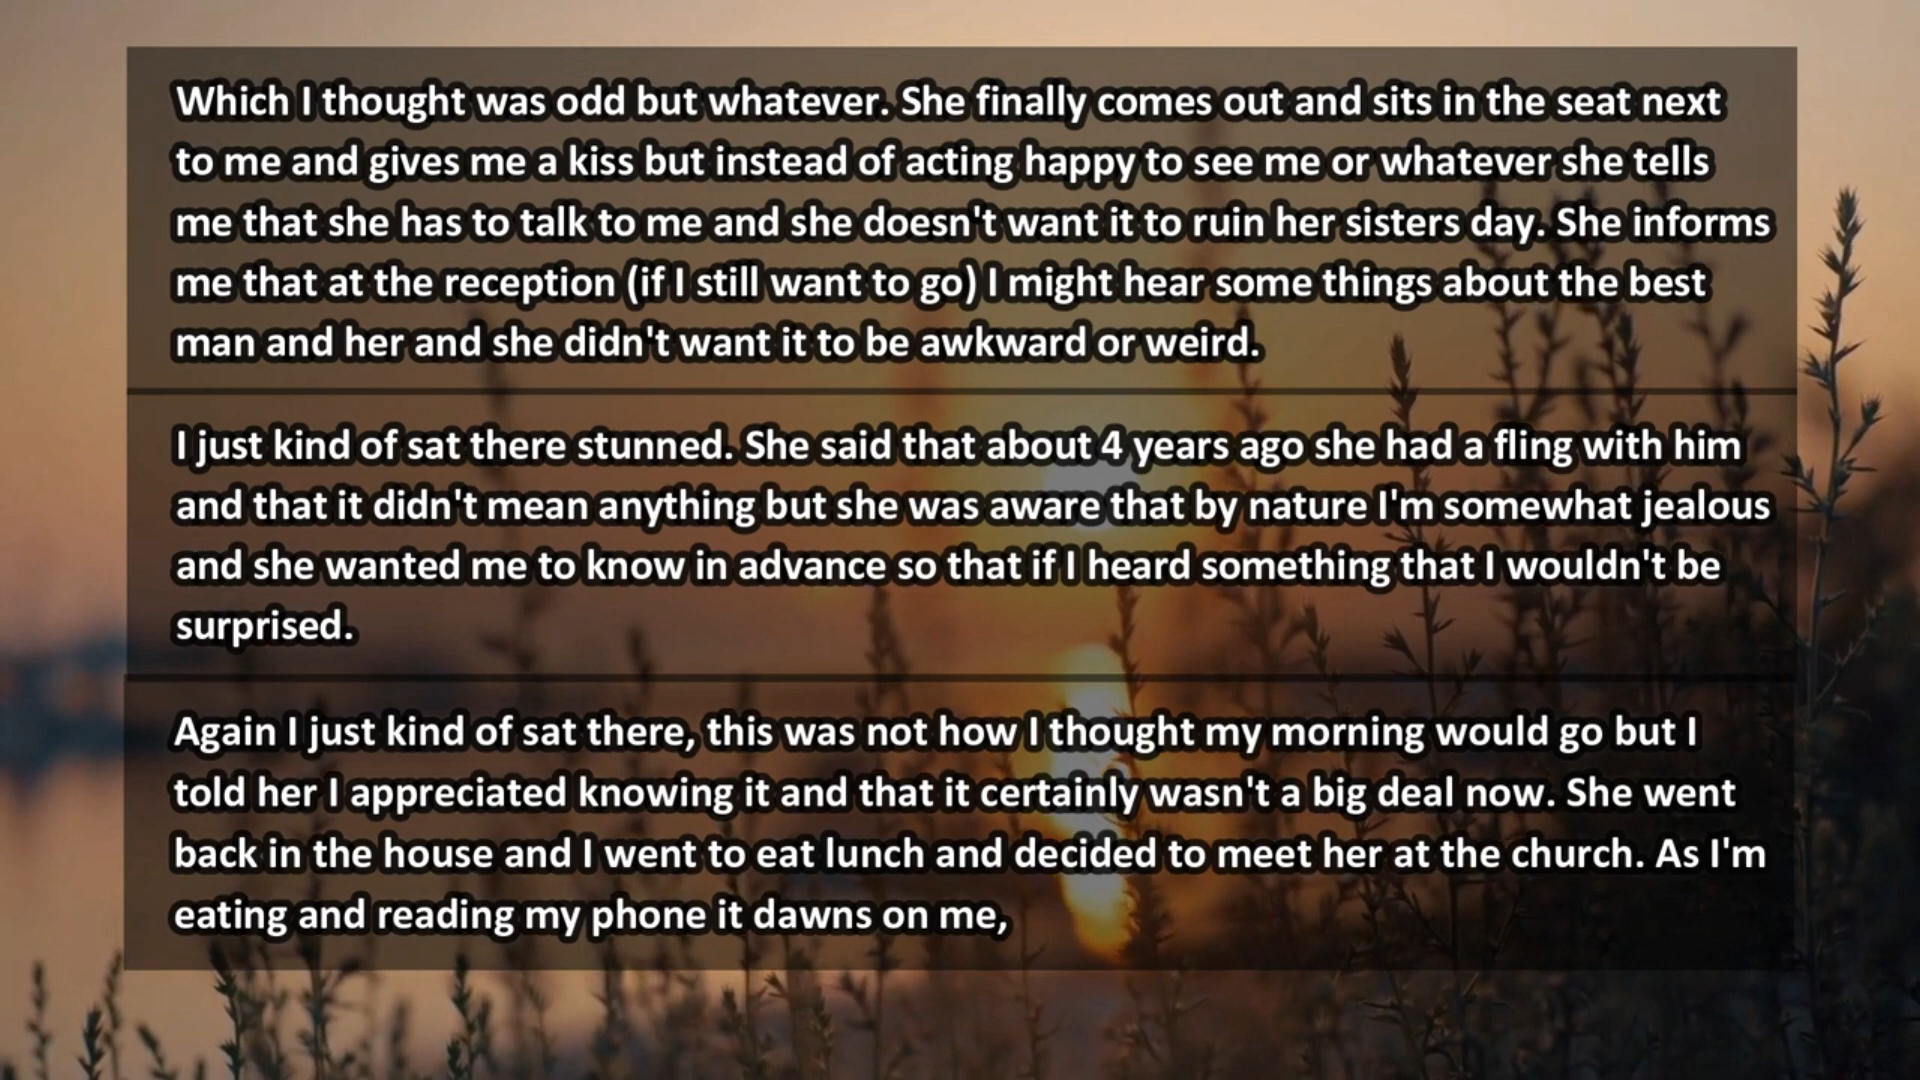 Which I thought was odd but whatever. She finally comes out and sits in the seat next
to me and gives me a kiss but instead of acting happy to see me or whatever she tells
me that she has to talk to me and she doesn't want it to ruin her sisters day. She informs
me that at the reception (if I still want to go) I might hear some things about the best
man and her and she didn't want it to be awkward or weird.
I just kind of sat there stunned. She said that about 4 years ago she had a fling with him
and that it didn't mean anything but she was aware that by nature I'm somewhat jealous
and she wanted me to know in advance so that if I heard something that I wouldn't be
surprised.
Again I just kind of sat there, this was not how I thought my morning would go but I
told her I appreciated knowing it and that it certainly wasn't a big deal now. She went
back in the house and I went to eat lunch and decided to meet her at the church. As I'm
eating and reading my phone it dawns on me,